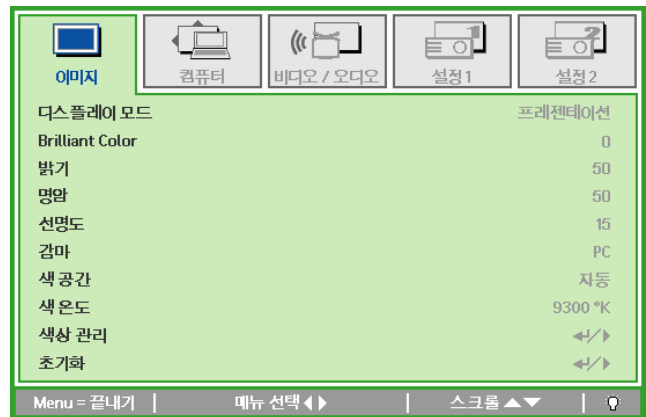 이미지 컴퓨터 비디오 / 오디오 설정 1 설정 2
디스플레이 모드 프레젠테이션
Brilliant Color 0
밝기 50
명암 50
선명도 15
감마 PC
색 공간 자동
색 온도 9300 °K
색상 관리
초기화
Menu = 끝내기 메뉴 선택 스크롤